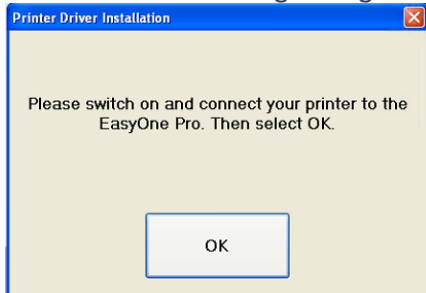 Printer Driver Installation
Please switch on and connect your printer to the
EasyOne Pro. Then select OK.
OK